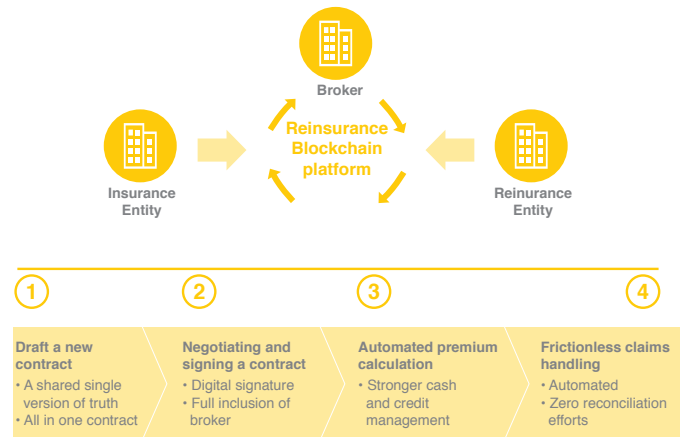 Broker
Reinsurance
Blockchain
platform
Insurance
Entity
Reinurance
Entity
1
2
3
4
Draft a new
contract
• A shared single
version of truth
• All in one contract
Negotiating and
signing a contract
• Digital signature
• Full inclusion of
broker
Automated premium
calculation
• Stronger cash
and credit
management
Frictionless claims
handling
• Automated
• Zero reconciliation
efforts